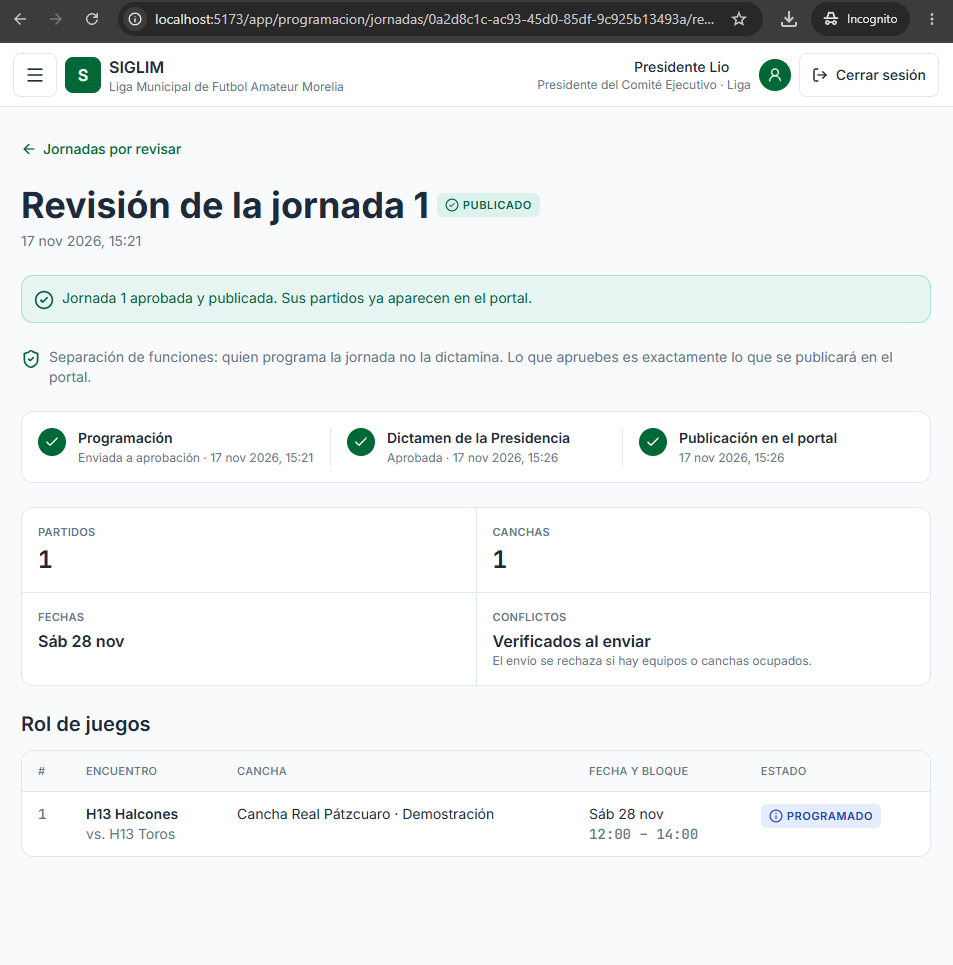 localhost:5173/app/programacion/jornadas/0a2d8c1c-ac93-45d0-85df-9c925b13493a/re...
Incognito
S
SIGLIM
Liga Municipal de Futbol Amateur Morelia
Presidente Lio
Presidente del Comité Ejecutivo · Liga
Cerrar sesión
Jornadas por revisar
Revisión de la jornada 1
PUBLICADO
17 nov 2026, 15:21
Jornada 1 aprobada y publicada. Sus partidos ya aparecen en el portal.
Separación de funciones: quien programa la jornada no la dictamina. Lo que apruebes es exactamente lo que se publicará en el
portal.
Programación
Enviada a aprobación · 17 nov 2026, 15:21
Dictamen de la Presidencia
Aprobada · 17 nov 2026, 15:26
Publicación en el portal
17 nov 2026, 15:26
PARTIDOS
1
CANCHAS
1
FECHAS
Sáb 28 nov
CONFLICTOS
Verificados al enviar
El envío se rechaza si hay equipos o canchas ocupados.
Rol de juegos
# ENCUENTRO CANCHA FECHA Y BLOQUE ESTADO
1 H13 Halcones Cancha Real Pátzcuaro · Demostración Sáb 28 nov PROGRAMADO
vs. H13 Toros 12:00 – 14:00